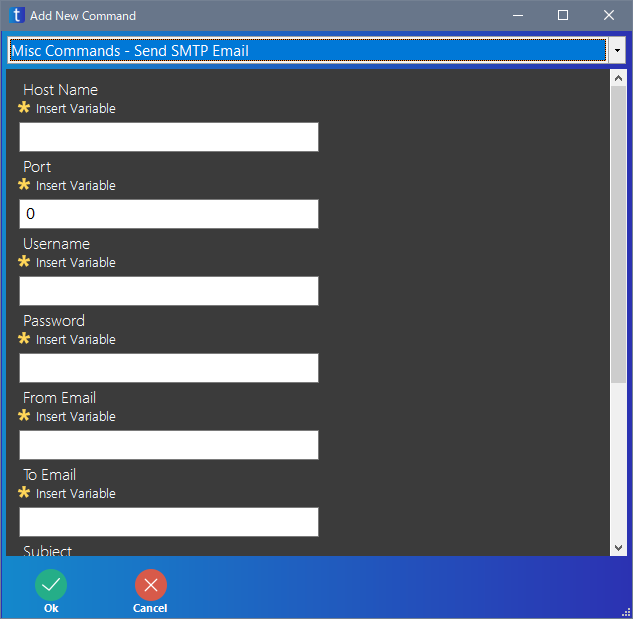 t Add New Command
Misc Commands - Send SMTP Email
Host Name
* Insert Variable
Port
* Insert Variable
0
Username
* Insert Variable
Password
* Insert Variable
From Email
* Insert Variable
To Email
* Insert Variable
Subject
Ok Cancel